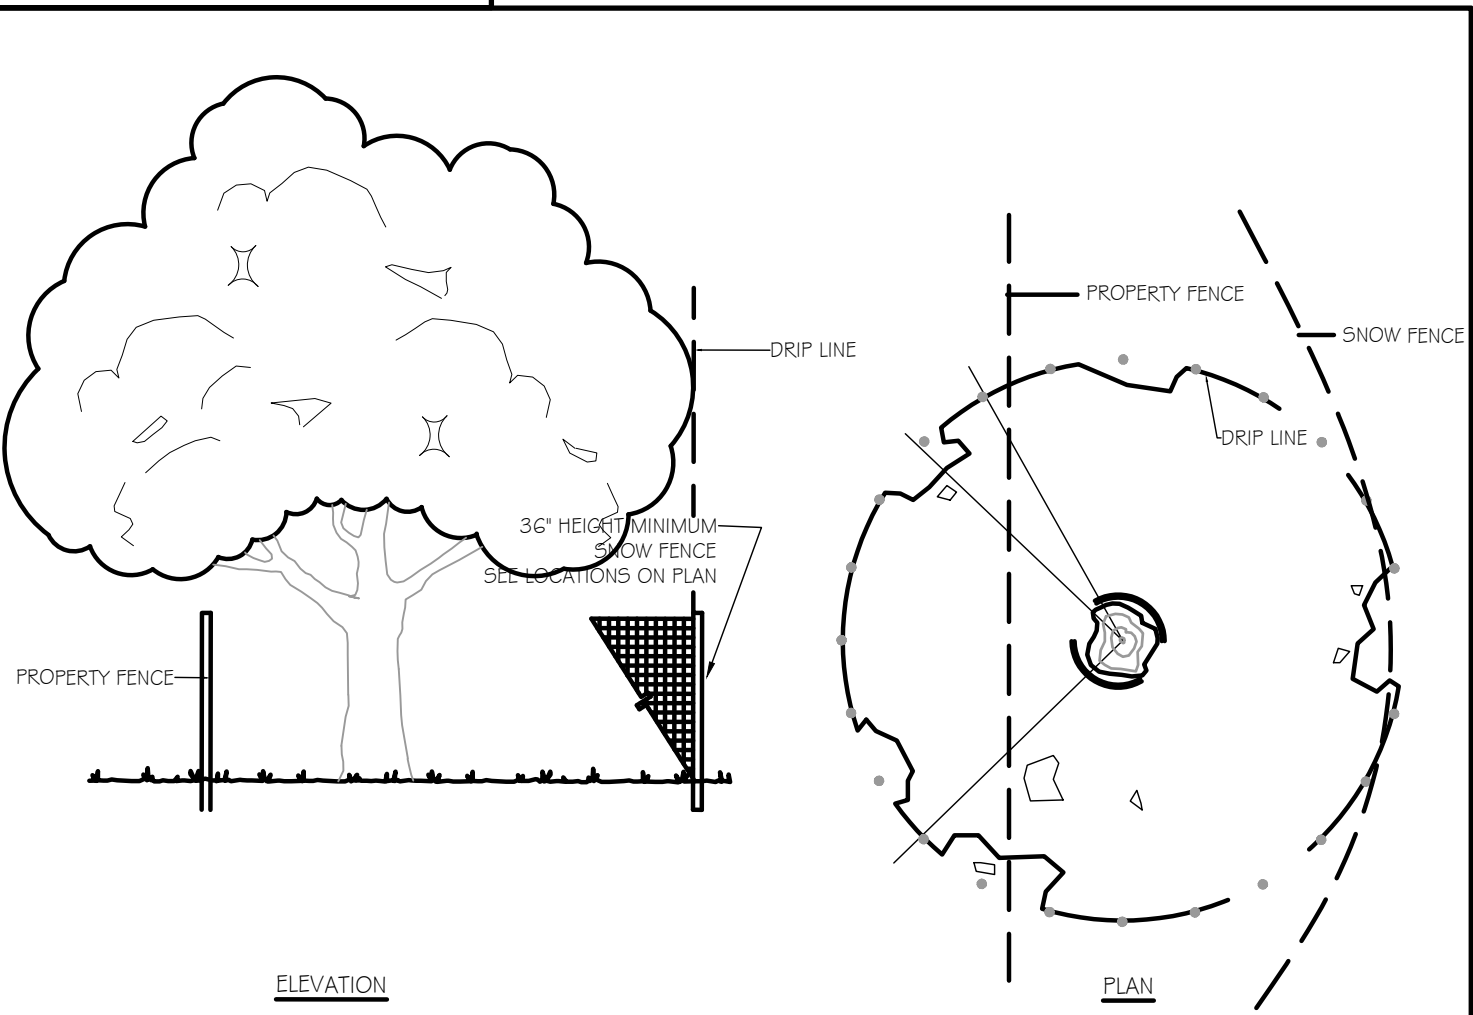 DRIP LINE
36" HEIGHT MINIMUM
SNOW FENCE
SEE LOCATIONS ON PLAN
PROPERTY FENCE
ELEVATION
PROPERTY FENCE
SNOW FENCE
DRIP LINE
PLAN